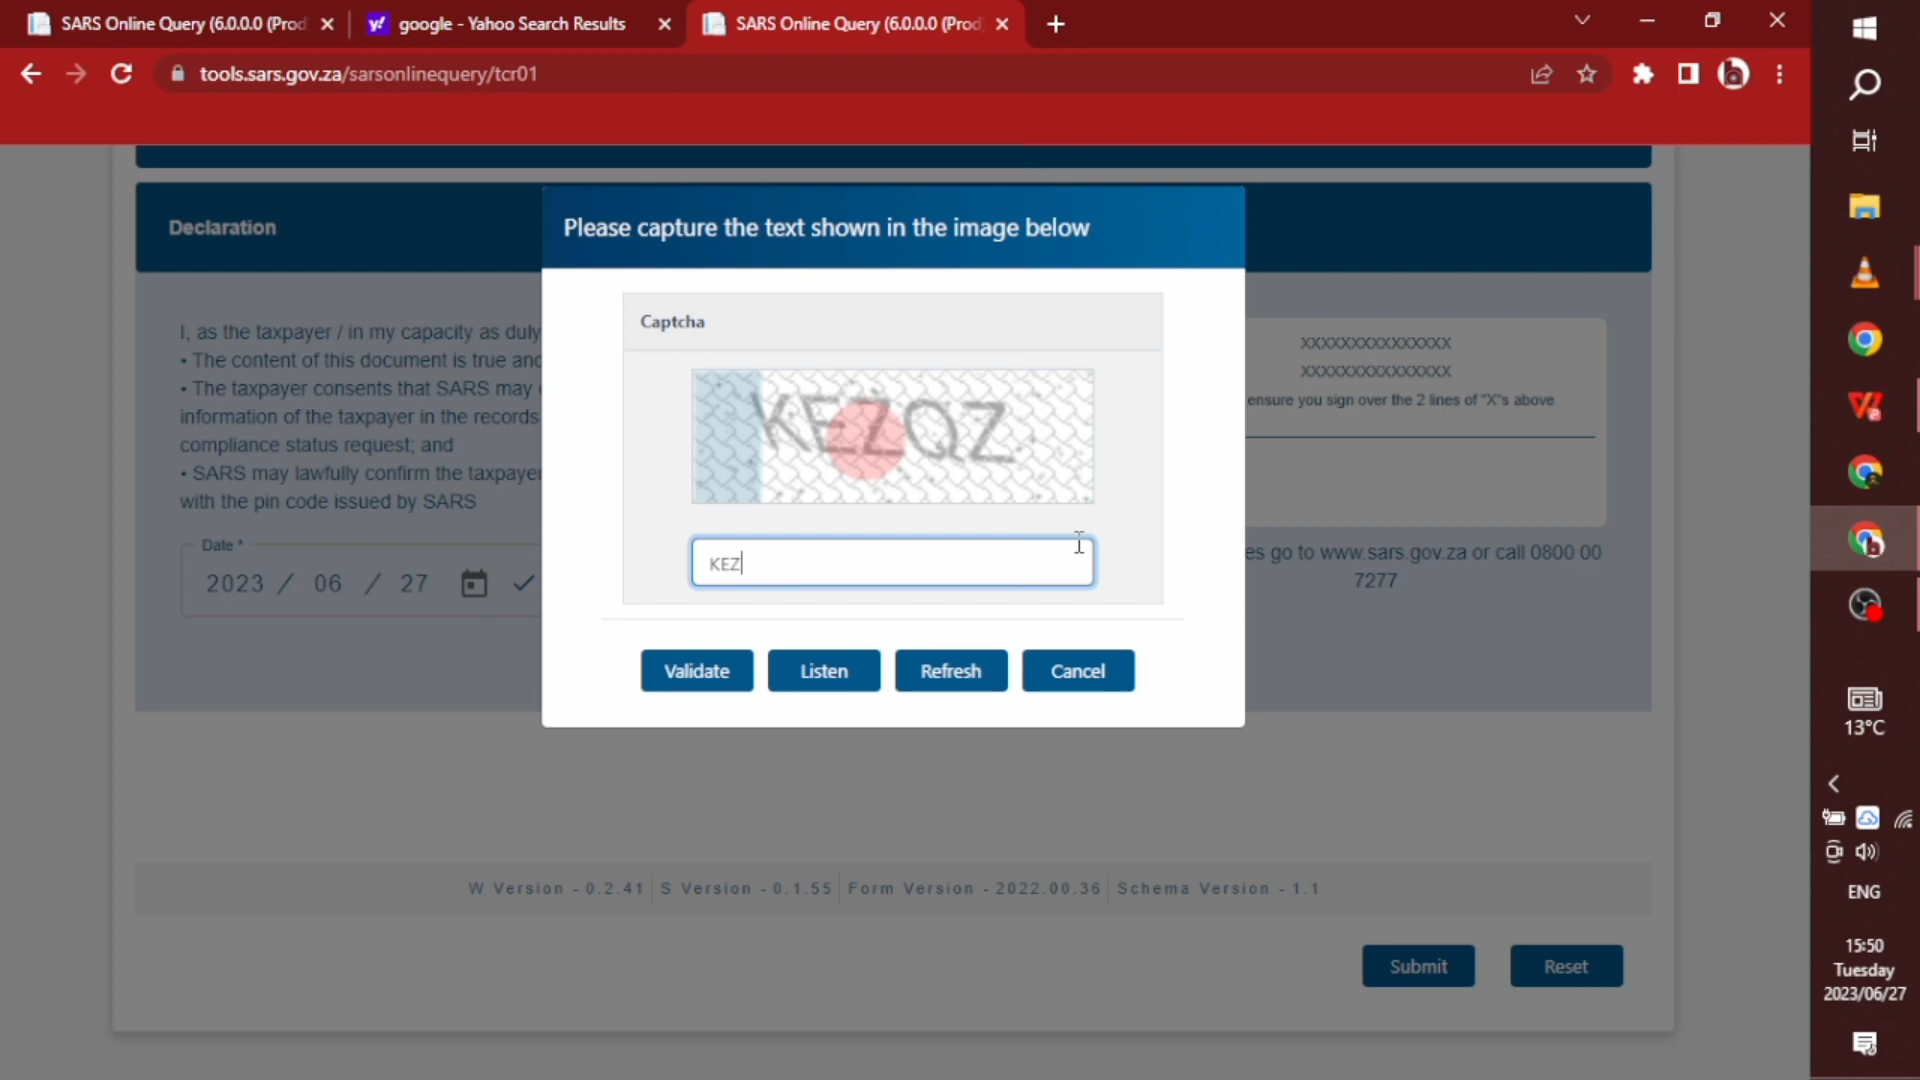 SARS Online Query (6.0.0.0 (Prod
google - Yahoo Search Results
SARS Online Query (6.0.0.0 (Prod
tools.sars.gov.za/sarsonlinequery/tcr01
Declaration
Please capture the text shown in the image below
Captcha
KEZQZ
KEZ
Validate
Listen
Refresh
Cancel
I, as the taxpayer / in my capacity as duly
• The content of this document is true and
• The taxpayer consents that SARS may
information of the taxpayer in the records
compliance status request; and
• SARS may lawfully confirm the taxpayer
with the pin code issued by SARS
Date *
2023 / 06 / 27
XXXXXXXXXXXXXXX
XXXXXXXXXXXXXXX
ensure you sign over the 2 lines of "X"s above
es go to www.sars.gov.za or call 0800 00
7277
W Version - 0.2.41 S Version - 0.1.55 Form Version - 2022.00.36 Schema Version - 1.1
Submit
Reset
13°C
ENG
15:50
Tuesday
2023/06/27